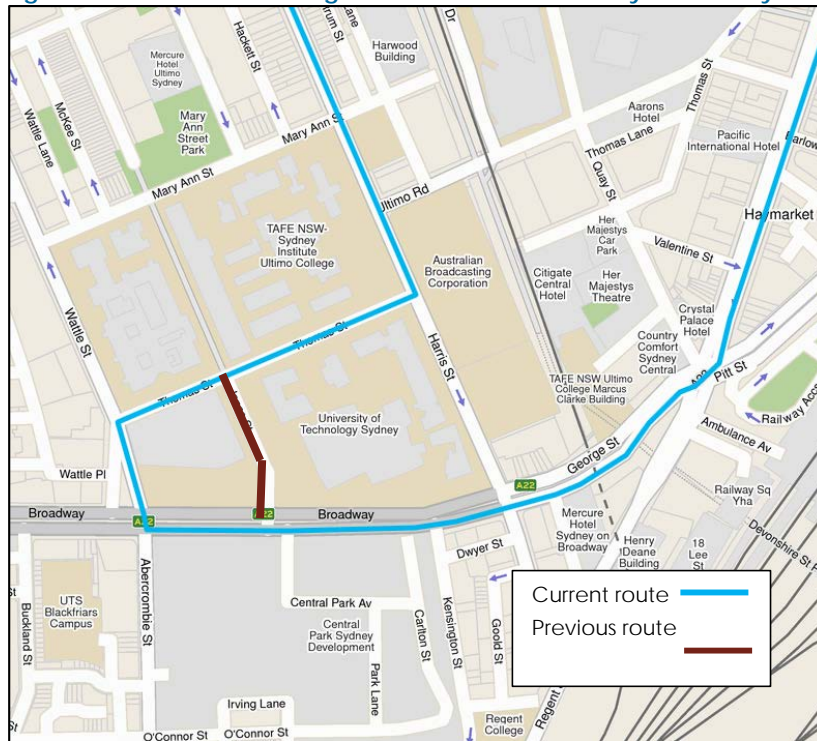 Lane
Hackett St
Harwood
Building
Dr
Thomas St
Mercure
Hotel
Ultimo
Sydney
McKee St
Wattle Lane
Mary
Ann
Street
Park
Mary Ann St
Mary Ann St
Aarons
Hotel
Thomas Lane
Pacific
International Hotel
Quay St
Ultimo Rd
Haymarket
TAFE NSW-
Sydney
Institute
Ultimo College
Her
Majestys
Car
Park
Valentine St
Australian
Broadcasting
Corporation
Citigate
Central
Hotel
Her
Majestys
Theatre
Crystal
Palace
Hotel
Wattle St
Thomas St
Harris St
Country
Comfort
Sydney
Central
A22
Pitt St
Thomas St
TAFE NSW Ultimo
College Marcus
Clarke Building
University of
Technology Sydney
Railway Acc
Ambulance Av
George St
Wattle Pl
A22
Railway Sq
Yha
Broadway
A22
A22
Broadway
Mercure
Hotel
Sydney on
Broadway
Henry
Deane
Building
18
Lee
St
Devonshire St
Dwyer St
Abercrombie St
Buckland St
UTS
Blackfriars
Campus
Central Park Av
Central
Park Sydney
Development
Carlton St
Kensington St
Goold St
Park Lane
Current route
Previous route
Irving Lane
O'Connor St
O'Connor St
Regent
College
Regent